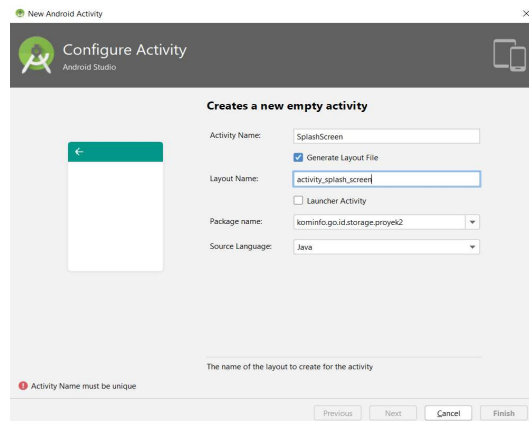 New Android Activity
Configure Activity
Android Studio
Creates a new empty activity
Activity Name: SplashScreen
Generate Layout File
Layout Name: activity_splash_screen
Launcher Activity
Package name: kominfo.go.id.storage.proyek2
Source Language: Java
The name of the layout to create for the activity
Activity Name must be unique
Previous Next Cancel Finish